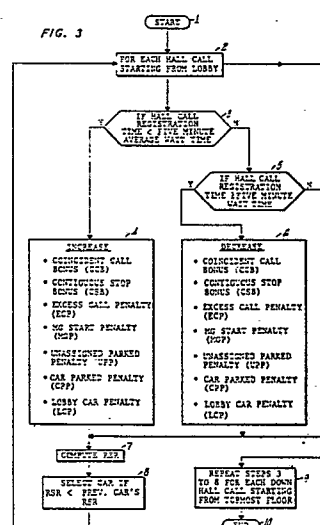 START
1
FIG. 3
2
FOR EACH HALL CALL
STARTING FROM LOBBY
3
IF HALL CALL
REGISTRATION
TIME < FIVE MINUTE
AVERAGE WAIT TIME
Y
N
5
IF HALL CALL
REGISTRATION
TIME FIVE MINUTE
WAIT TIME
Y
N
4
INCREASE
• COINCIDENT CALL
BONUS (CCB)
• CONTIGUOUS STOP
BONUS (CSB)
• EXCESS CALL PENALTY
(ECP)
• MG START PENALTY
(MGP)
• UNASSIGNED PARKED
PENALTY (UPP)
• CAR PARKED PENALTY
(CPP)
• LOBBY CAR PENALTY
(LCP)
6
DECREASE
• COINCIDENT CALL
BONUS (CCB)
• CONTIGUOUS STOP
BONUS (CSB)
• EXCESS CALL PENALTY
(ECP)
• MG START PENALTY
(MGP)
• UNASSIGNED PARKED
PENALTY (UPP)
• CAR PARKED PENALTY
(CPP)
• LOBBY CAR PENALTY
(LCP)
7
COMPUTE RSR
8
SELECT CAR IF
RSR < PREV. CAR'S
RSR
9
REPEAT STEPS 3
TO 8 FOR EACH DOWN
HALL CALL STARTING
FROM TOPMOST FLOOR
10
END